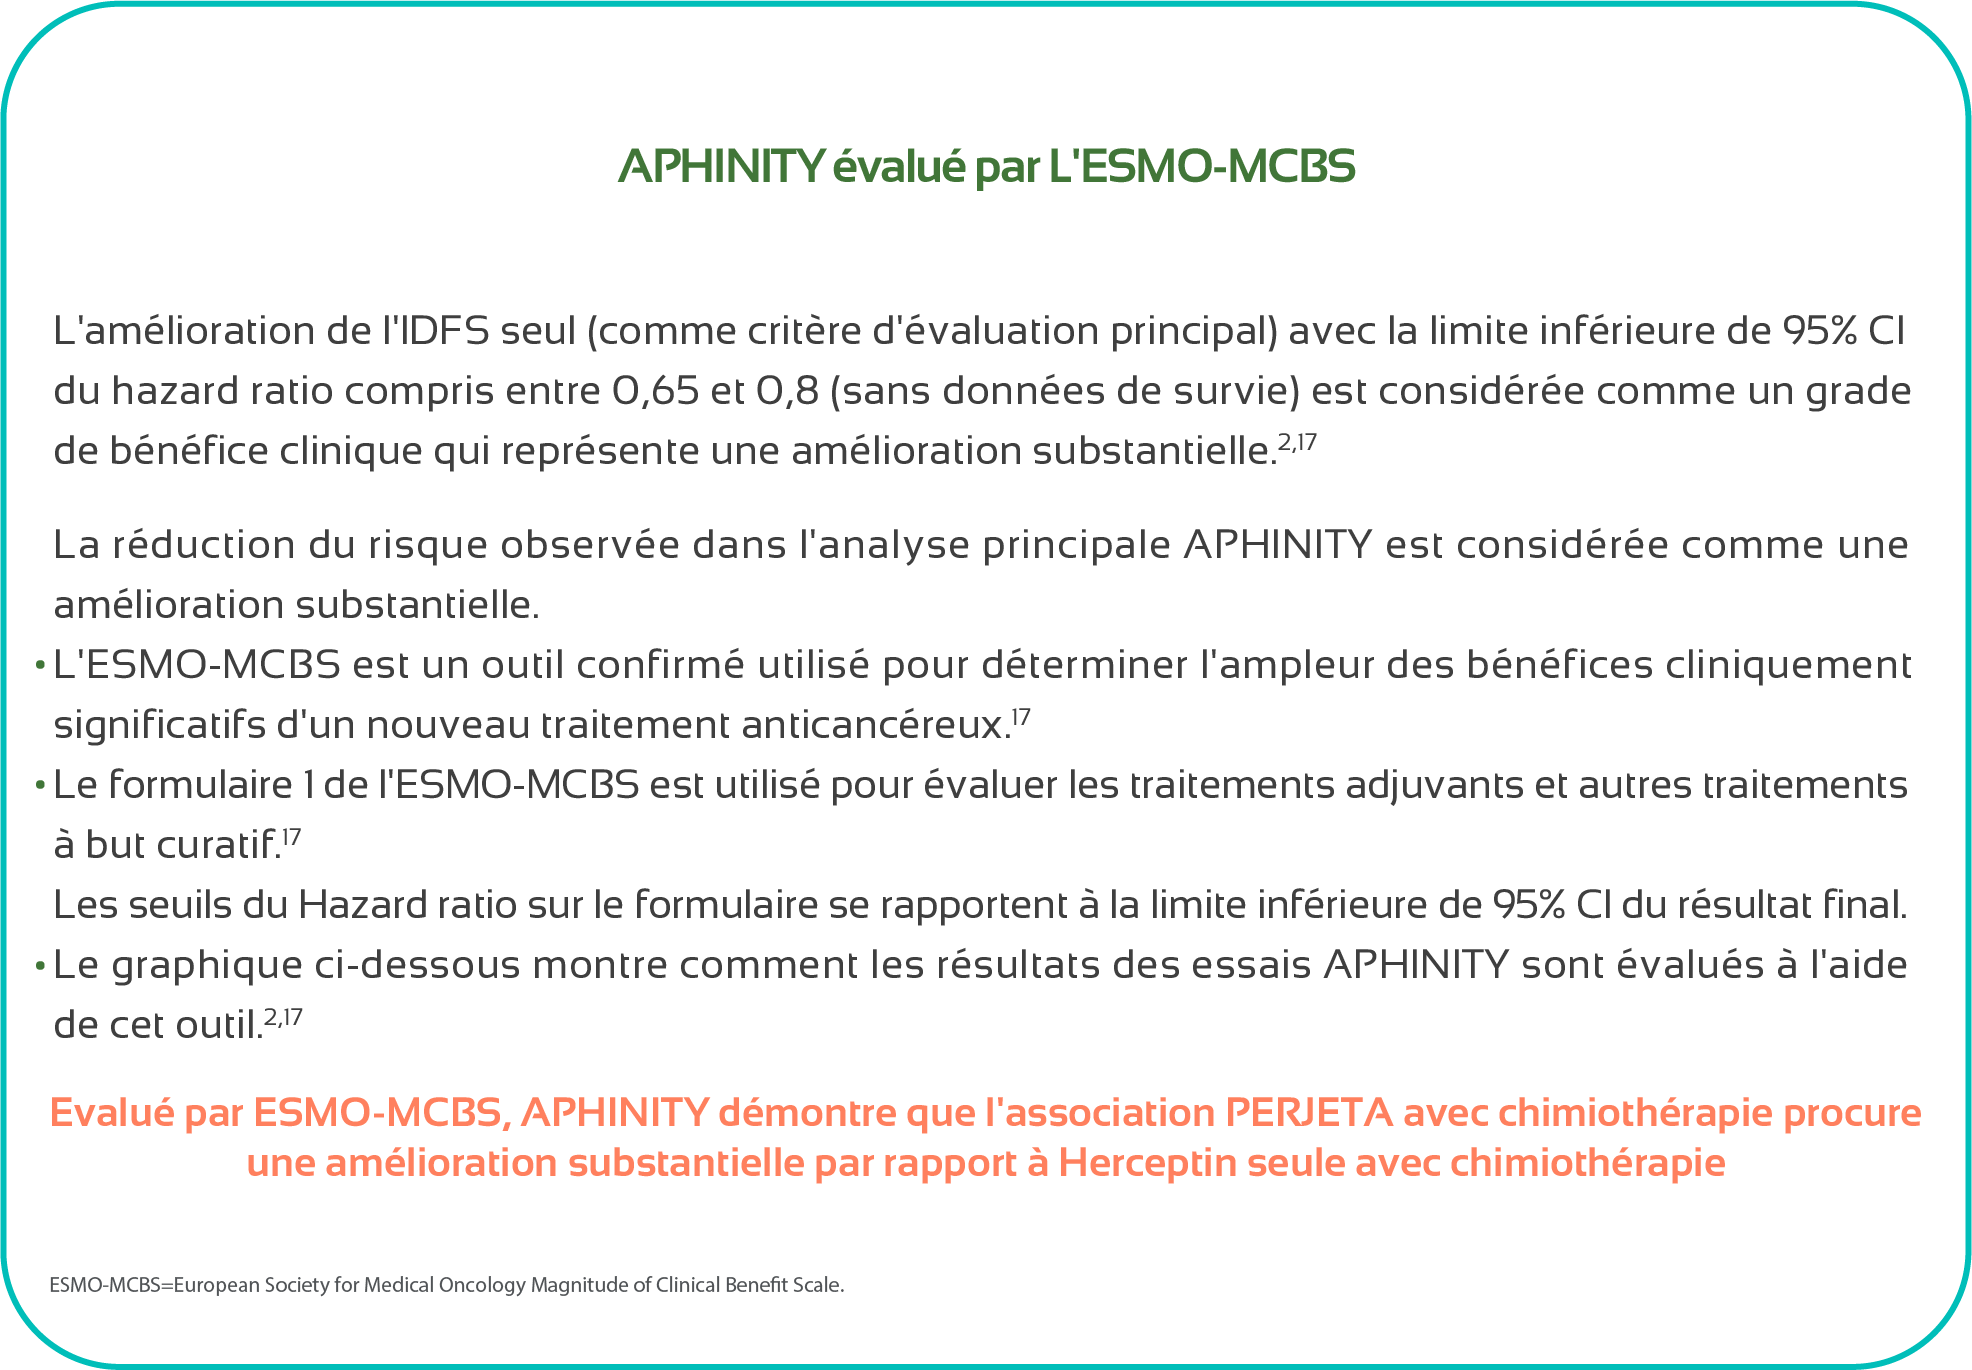 APHINITY évalué par L'ESMO-MCBS
L'amélioration de l'IDFS seul (comme critère d'évaluation principal) avec la limite inférieure de 95% CI
du hazard ratio compris entre 0,65 et 0,8 (sans données de survie) est considérée comme un grade
de bénéfice clinique qui représente une amélioration substantielle.2,17
La réduction du risque observée dans l'analyse principale APHINITY est considérée comme une
amélioration substantielle.
• L'ESMO-MCBS est un outil confirmé utilisé pour déterminer l'ampleur des bénéfices cliniquement
significatifs d'un nouveau traitement anticancéreux.17
• Le formulaire 1 de l'ESMO-MCBS est utilisé pour évaluer les traitements adjuvants et autres traitements
à but curatif.17
Les seuils du Hazard ratio sur le formulaire se rapportent à la limite inférieure de 95% CI du résultat final.
• Le graphique ci-dessous montre comment les résultats des essais APHINITY sont évalués à l'aide
de cet outil.2,17
Evalué par ESMO-MCBS, APHINITY démontre que l'association PERJETA avec chimiothérapie procure
une amélioration substantielle par rapport à Herceptin seule avec chimiothérapie
ESMO-MCBS=European Society for Medical Oncology Magnitude of Clinical Benefit Scale.